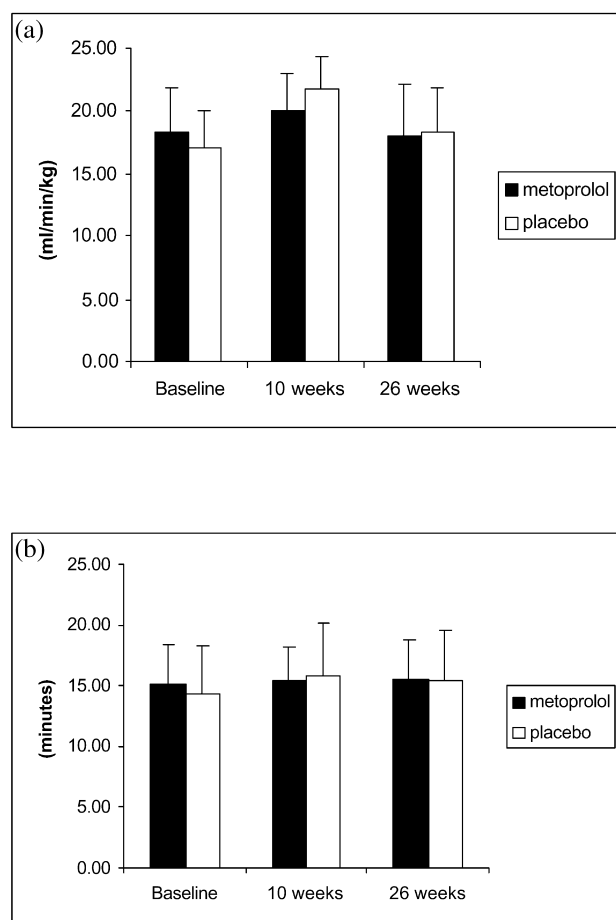 (a)
25.00
20.00
15.00
10.00
5.00
0.00
(ml/min/kg)
Baseline 10 weeks 26 weeks
metoprolol
placebo
(b)
25.00
20.00
15.00
10.00
5.00
0.00
(minutes)
Baseline 10 weeks 26 weeks
metoprolol
placebo